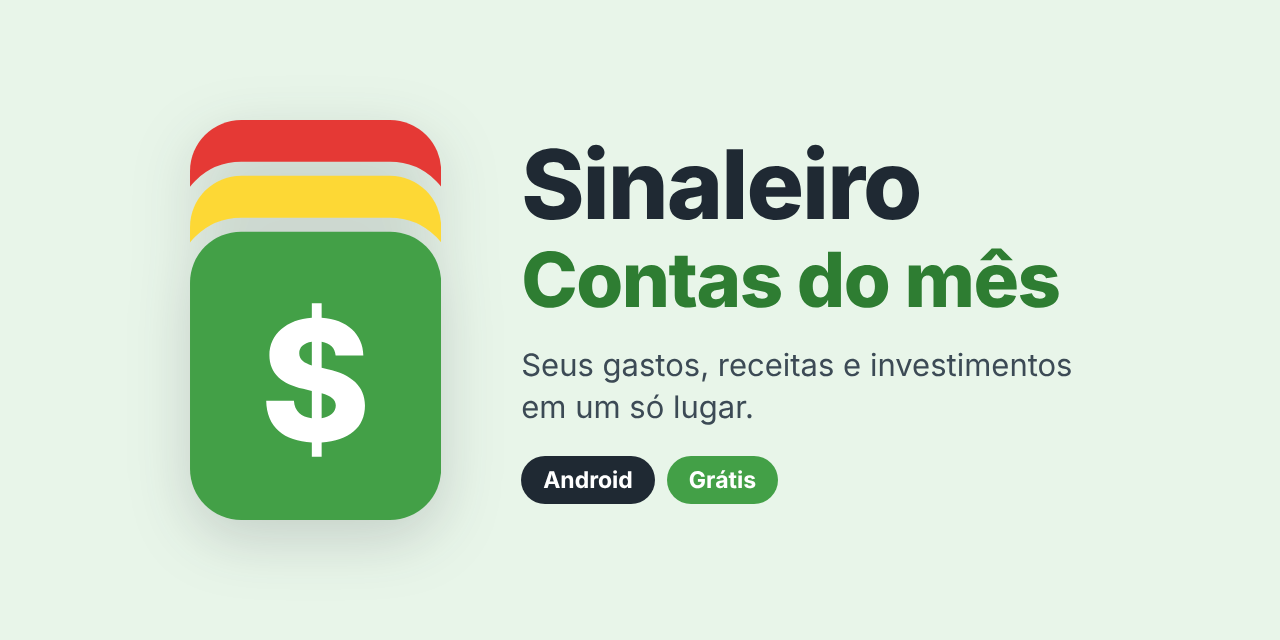 $
Sinaleiro
Contas do mês
Seus gastos, receitas e investimentos
em um só lugar.
Android
Grátis